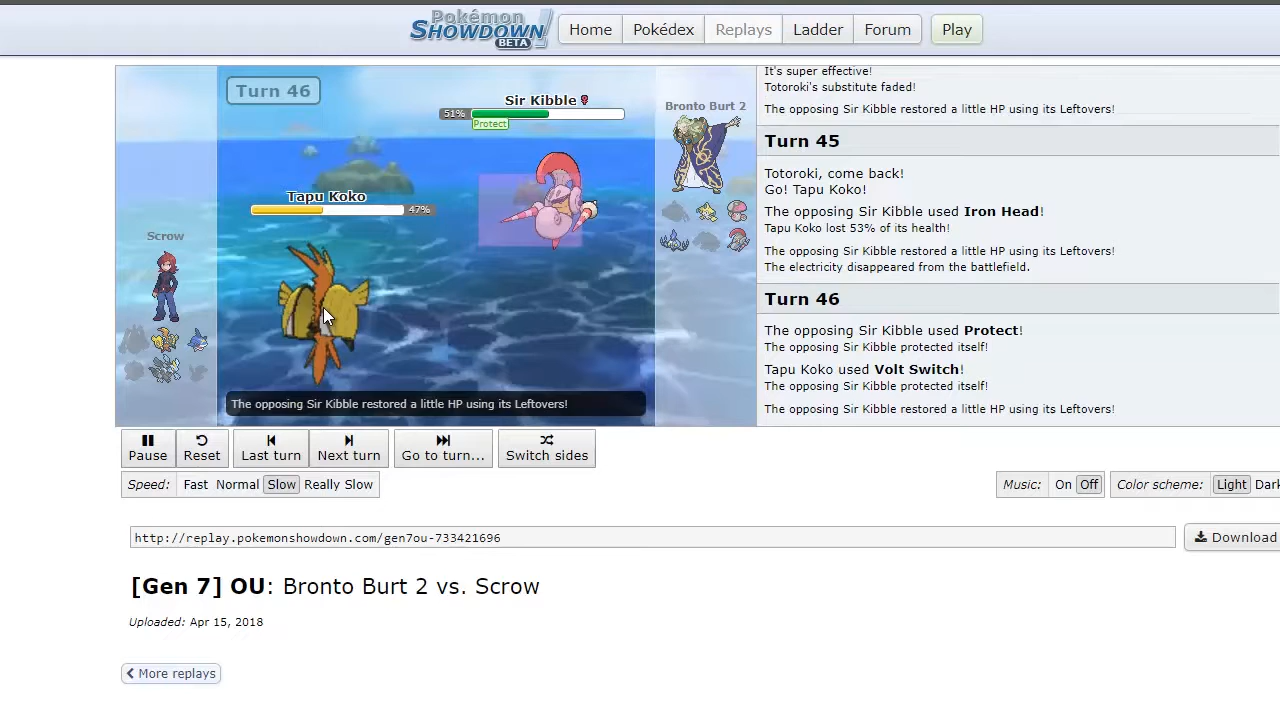 Pokémon
SHOWDOWN!
BETA
Home
Pokédex
Replays
Ladder
Forum
Play
Turn 46
Sir Kibble
51%
Protect
Bronto Burt 2
Tapu Koko
47%
Scrow
The opposing Sir Kibble restored a little HP using its Leftovers!
It's super effective!
Totoroki's substitute faded!
The opposing Sir Kibble restored a little HP using its Leftovers!
Turn 45
Totoroki, come back!
Go! Tapu Koko!
The opposing Sir Kibble used Iron Head!
Tapu Koko lost 53% of its health!
The opposing Sir Kibble restored a little HP using its Leftovers!
The electricity disappeared from the battlefield.
Turn 46
The opposing Sir Kibble used Protect!
The opposing Sir Kibble protected itself!
Tapu Koko used Volt Switch!
The opposing Sir Kibble protected itself!
The opposing Sir Kibble restored a little HP using its Leftovers!
Pause
Reset
Last turn
Next turn
Go to turn...
Switch sides
Speed: Fast Normal Slow Really Slow
Music: On Off
Color scheme: Light Dark
http://replay.pokemonshowdown.com/gen7ou-733421696
Download
[Gen 7] OU: Bronto Burt 2 vs. Scrow
Uploaded: Apr 15, 2018
More replays